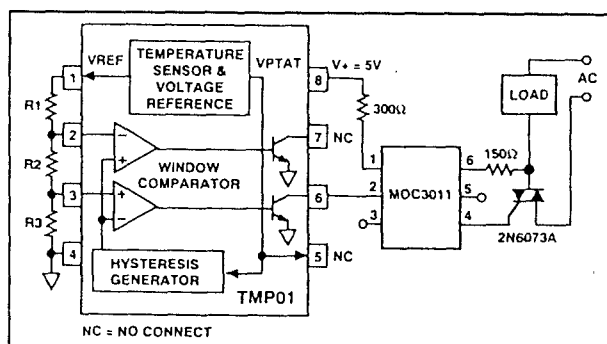 TEMPERATURE
SENSOR &
VOLTAGE
REFERENCE
VREF
VPTAT
1
2
3
4
R1
R2
R3
8
7
6
5
V+ = 5V
300Ω
NC
NC
WINDOW
COMPARATOR
−
+
+
−
HYSTERESIS
GENERATOR
TMP01
NC = NO CONNECT
1
2
3
MOC3011
6
5
4
150Ω
LOAD
AC
2N6073A